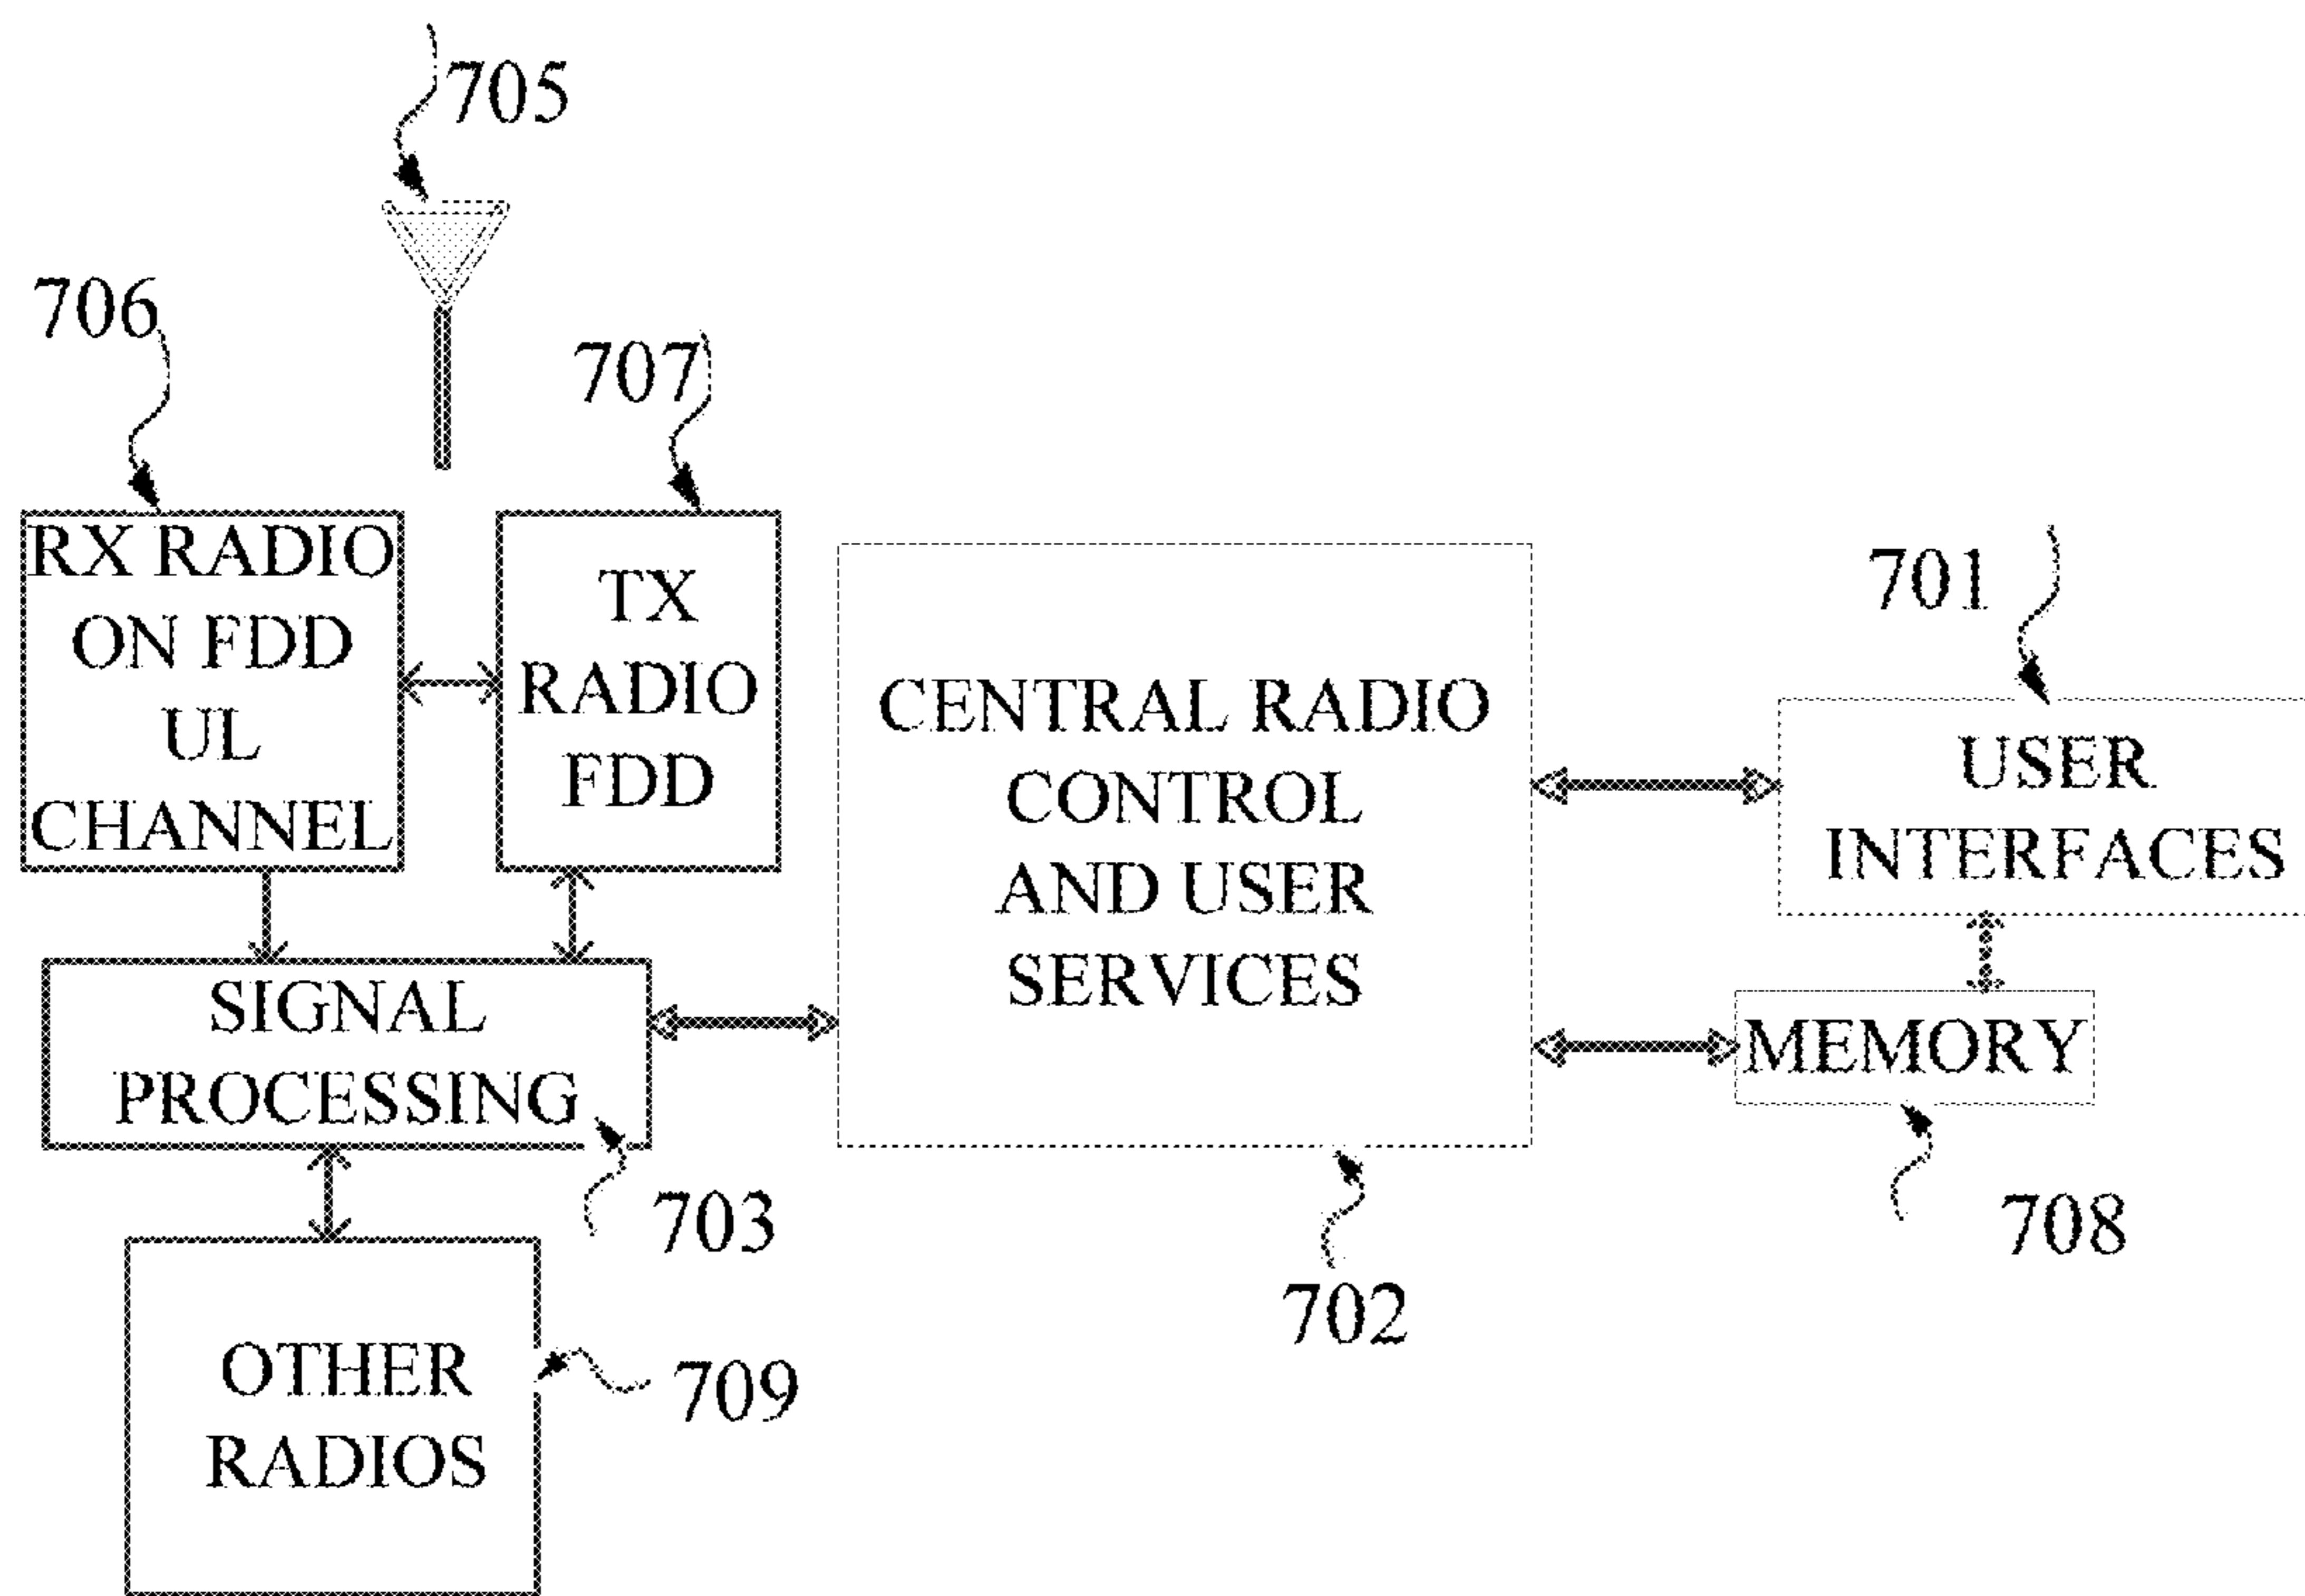 705
706
707
RX RADIO
ON FDD
UL
CHANNEL
TX
RADIO
FDD
CENTRAL RADIO
CONTROL
AND USER
SERVICES
701
USER
INTERFACES
SIGNAL
PROCESSING
MEMORY
703
708
702
OTHER
RADIOS
709